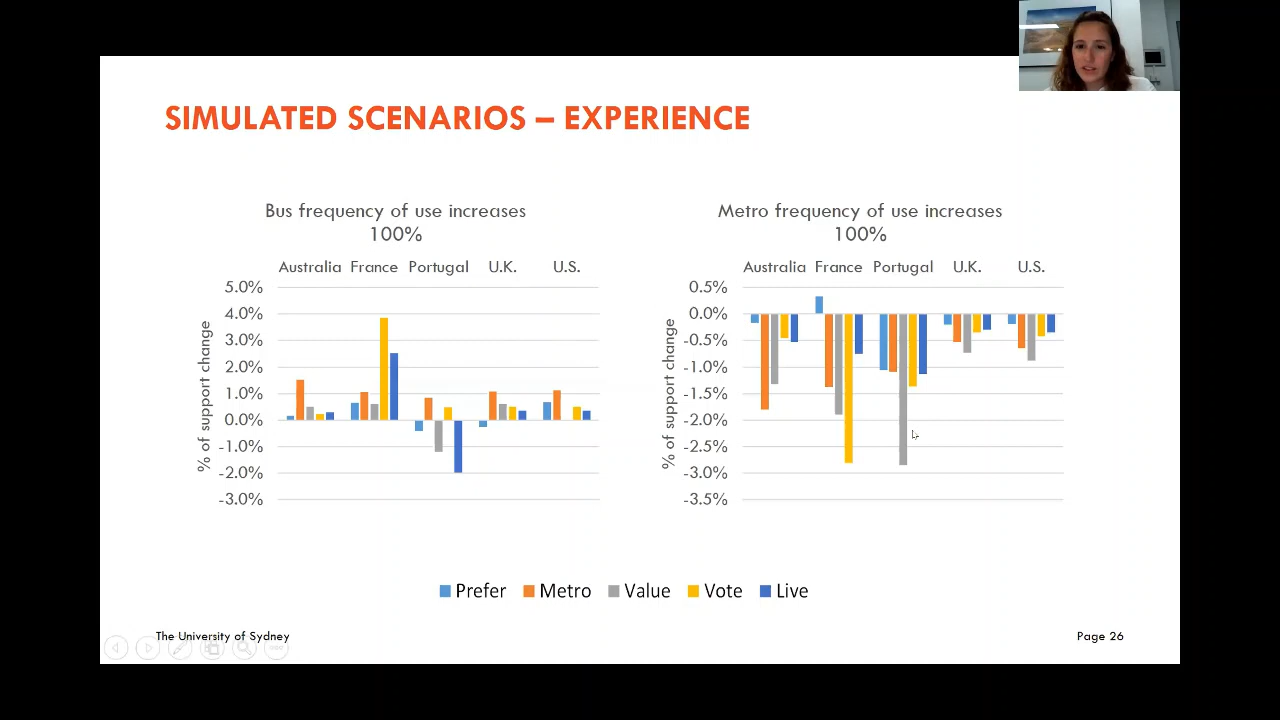 SIMULATED SCENARIOS – EXPERIENCE
Bus frequency of use increases
100%
Australia France Portugal U.K. U.S.
5.0%
4.0%
3.0%
2.0%
1.0%
0.0%
-1.0%
-2.0%
-3.0%
% of support change
Metro frequency of use increases
100%
Australia France Portugal U.K. U.S.
0.5%
0.0%
-0.5%
-1.0%
-1.5%
-2.0%
-2.5%
-3.0%
-3.5%
% of support change
Prefer Metro Value Vote Live
The University of Sydney
Page 26